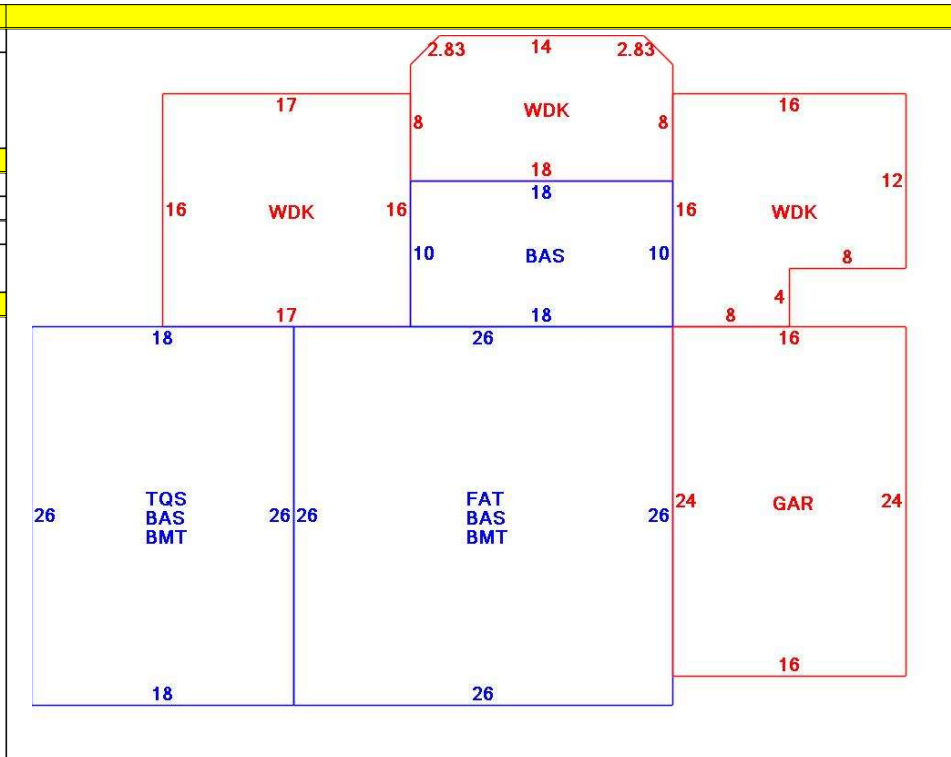 2.83 14 2.83
17 WDK 16
8 8
18 12
18
16 WDK 16 16 WDK
10 BAS 10
8
4
17 18 8
18 26 16
TQS FAT
26 BAS 26 26 BAS 26 24 GAR 24
BMT BMT
16
18 26